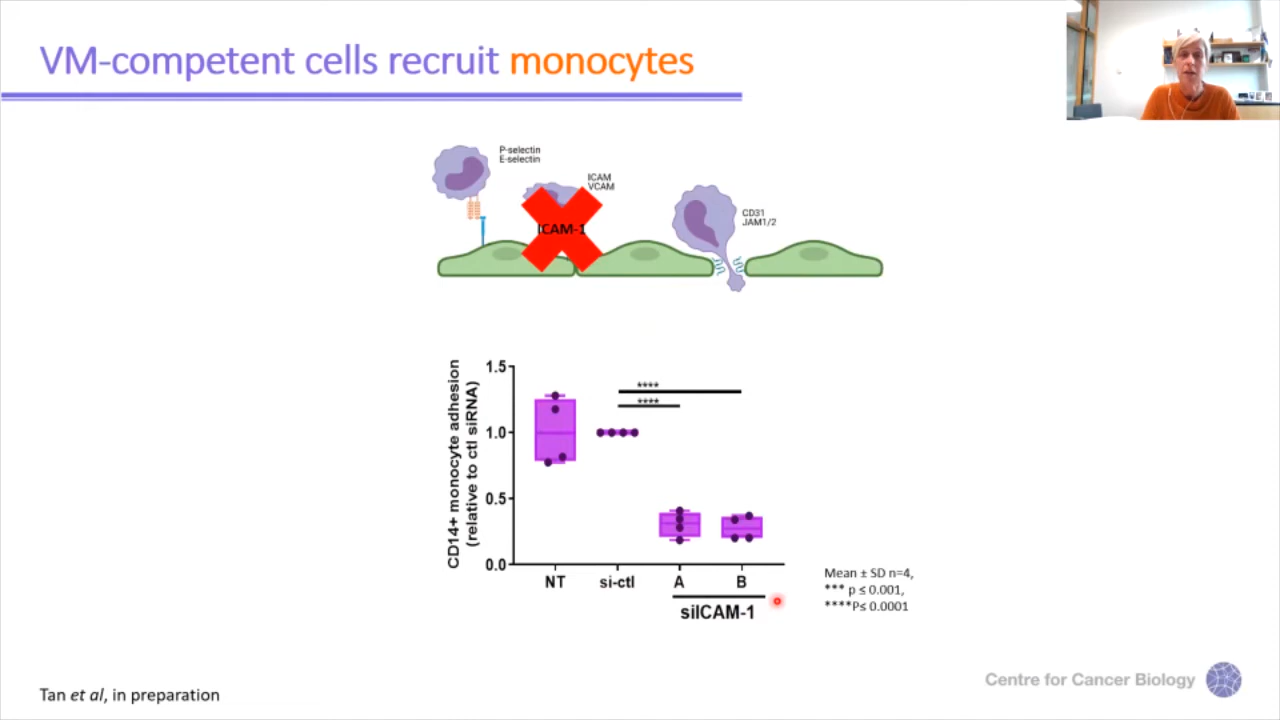 VM-competent cells recruit monocytes
P-selectin
E-selectin
ICAM
VCAM
ICAM-1
CD31
JAM1/2
CD14+ monocyte adhesion
(relative to ctl siRNA)
1.5
1.0
0.5
0.0
****
****
NT
si-ctl
A
B
siICAM-1
Mean ± SD n=4,
*** p ≤ 0.001,
****P≤ 0.0001
Tan et al, in preparation
Centre for Cancer Biology